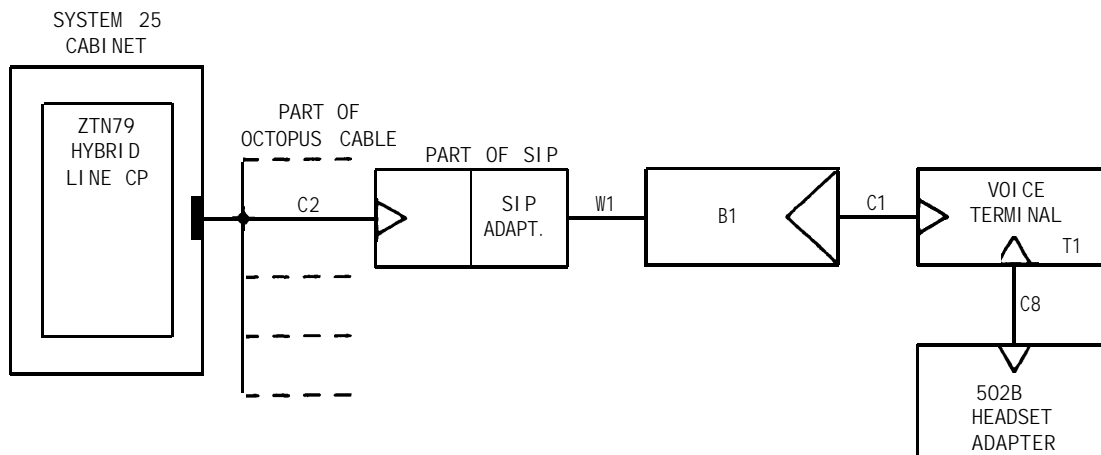 SYSTEM 25
CABINET
ZTN79
HYBRID
LINE CP
PART OF
OCTOPUS CABLE
C2
PART OF SIP
SIP
ADAPT.
W1
B1
C1
VOICE
TERMINAL
T1
C8
502B
HEADSET
ADAPTER